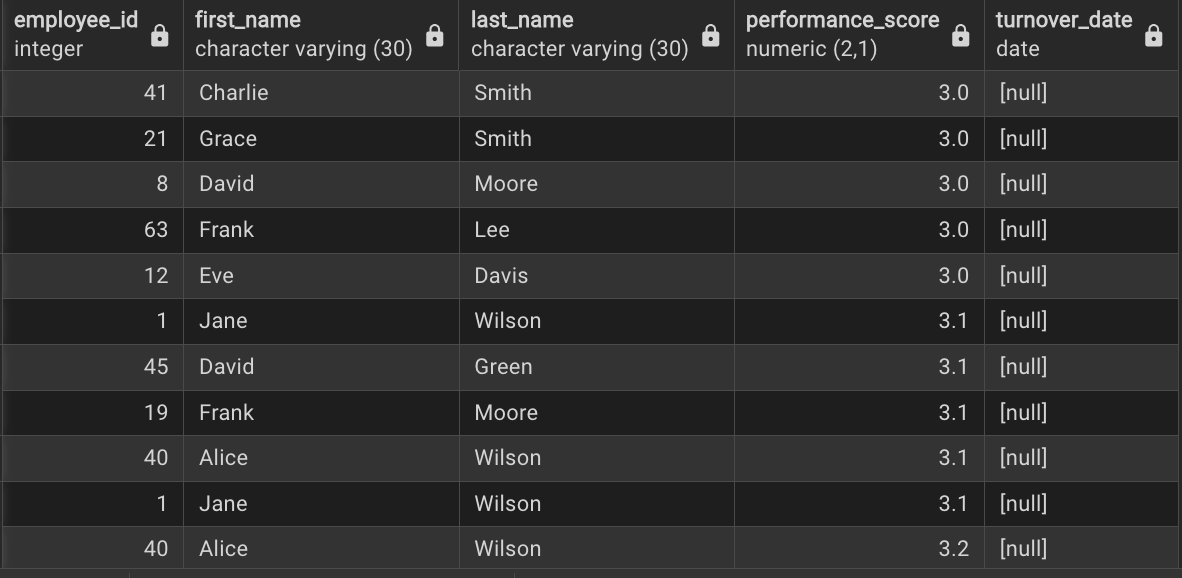 employee_id first_name last_name performance_score turnover_date
integer character varying (30) character varying (30) numeric (2,1) date
41 Charlie Smith 3.0 [null]
21 Grace Smith 3.0 [null]
8 David Moore 3.0 [null]
63 Frank Lee 3.0 [null]
12 Eve Davis 3.0 [null]
1 Jane Wilson 3.1 [null]
45 David Green 3.1 [null]
19 Frank Moore 3.1 [null]
40 Alice Wilson 3.1 [null]
1 Jane Wilson 3.1 [null]
40 Alice Wilson 3.2 [null]